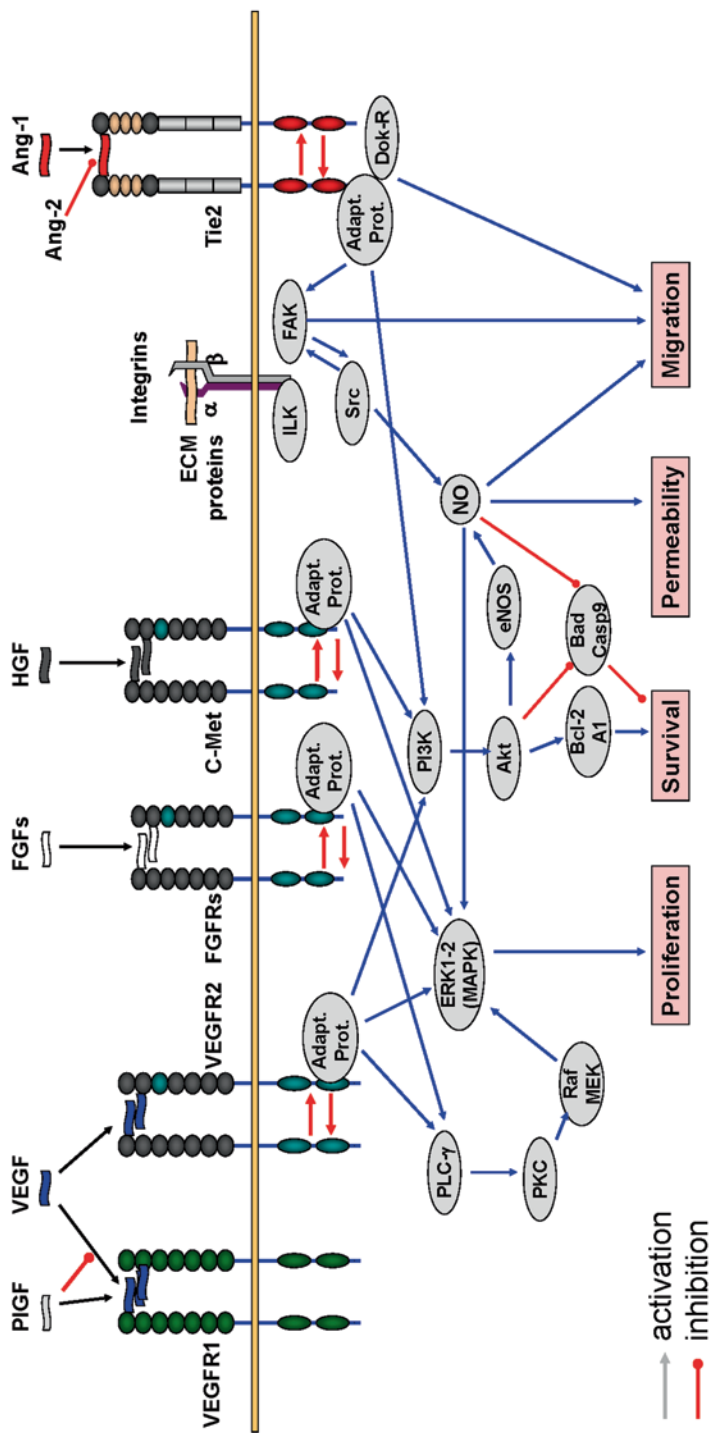 PlGF
VEGF
FGFs
HGF
Ang-2
Ang-1
Integrins
ECM
proteins
α
β
VEGFR1
VEGFR2
FGFRs
C-Met
Tie2
Adapt.
Prot.
Adapt.
Prot.
Adapt.
Prot.
ILK
FAK
Src
Adapt.
Prot.
Dok-R
PLC-γ
PKC
Raf
MEK
ERK1-2
(MAPK)
PI3K
Akt
eNOS
NO
Bcl-2
A1
Bad
Casp9
Proliferation
Survival
Permeability
Migration
activation
inhibition